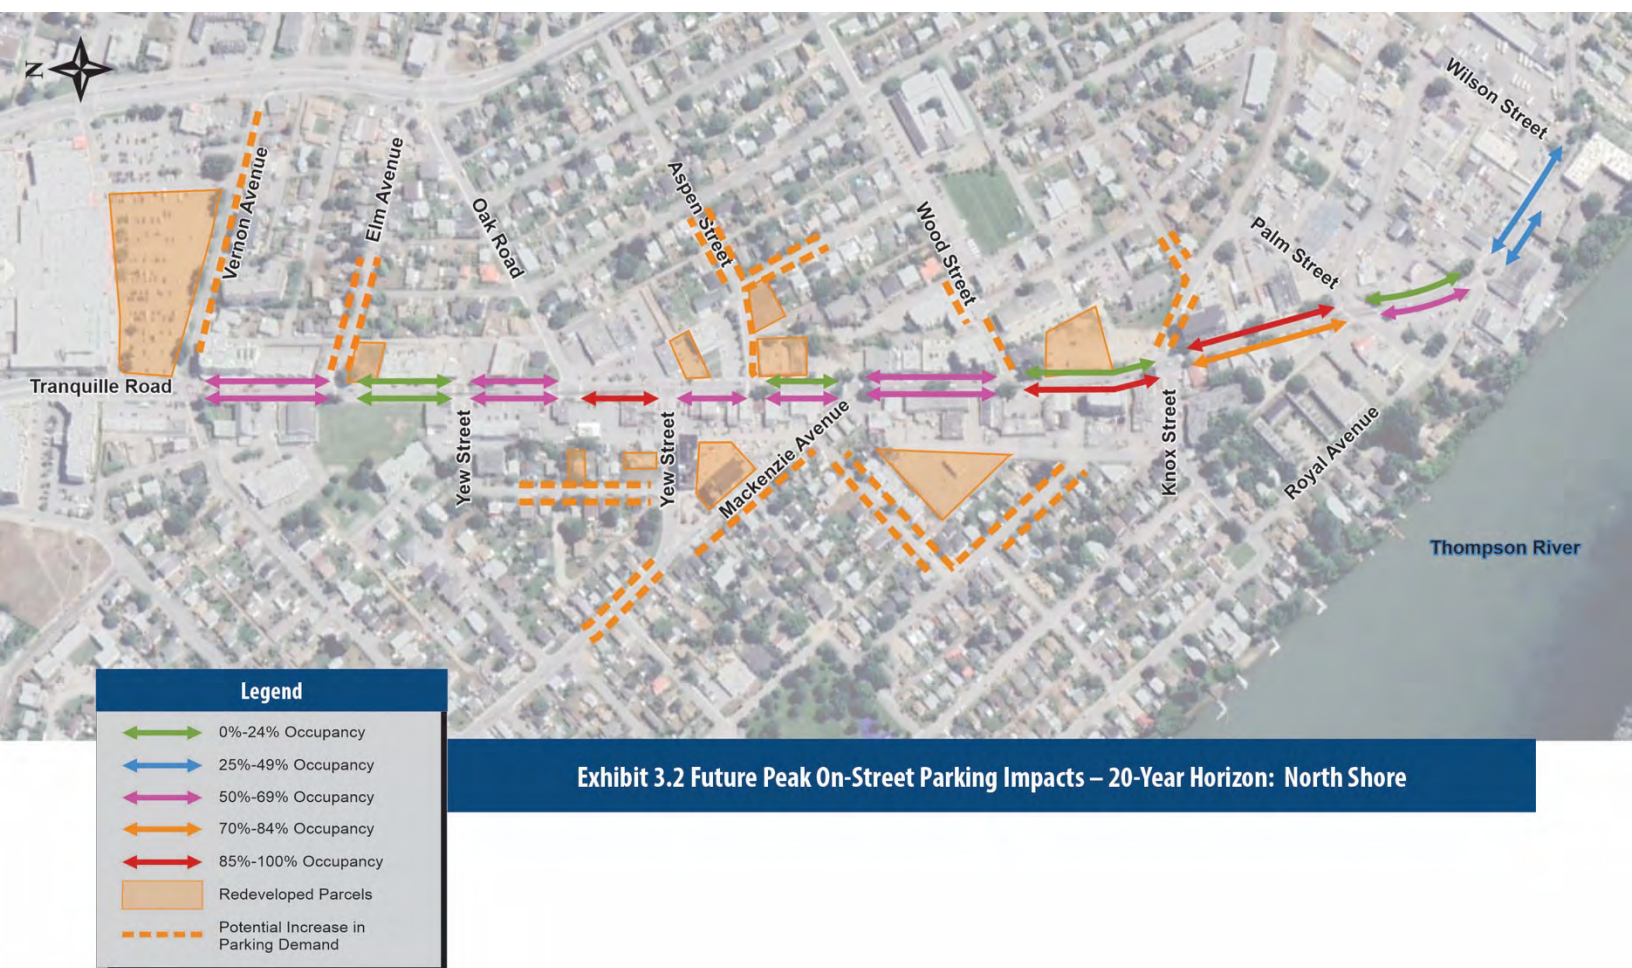 N
Wilson Street
Vernon Avenue
Elm Avenue
Oak Road
Aspen Street
Wood Street
Palm Street
Tranquille Road
Yew Street
Yew Street
Mackenzie Avenue
Knox Street
Royal Avenue
Thompson River
Legend
0%-24% Occupancy
25%-49% Occupancy
50%-69% Occupancy
70%-84% Occupancy
85%-100% Occupancy
Redeveloped Parcels
Potential Increase in
Parking Demand
Exhibit 3.2 Future Peak On-Street Parking Impacts – 20-Year Horizon: North Shore